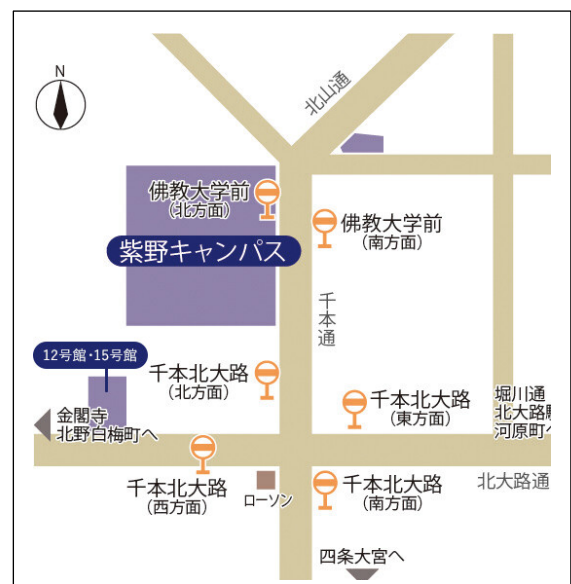 N
北山通
佛教大学前
(北方面)
佛教大学前
(南方面)
紫野キャンパス
千本通
12号館・15号館
千本北大路
(北方面)
千本北大路
(東方面)
堀川通
北大路
河原町
金閣寺
北野白梅町へ
千本北大路
(西方面)
ローソン
千本北大路
(南方面)
北大路通
四条大宮へ